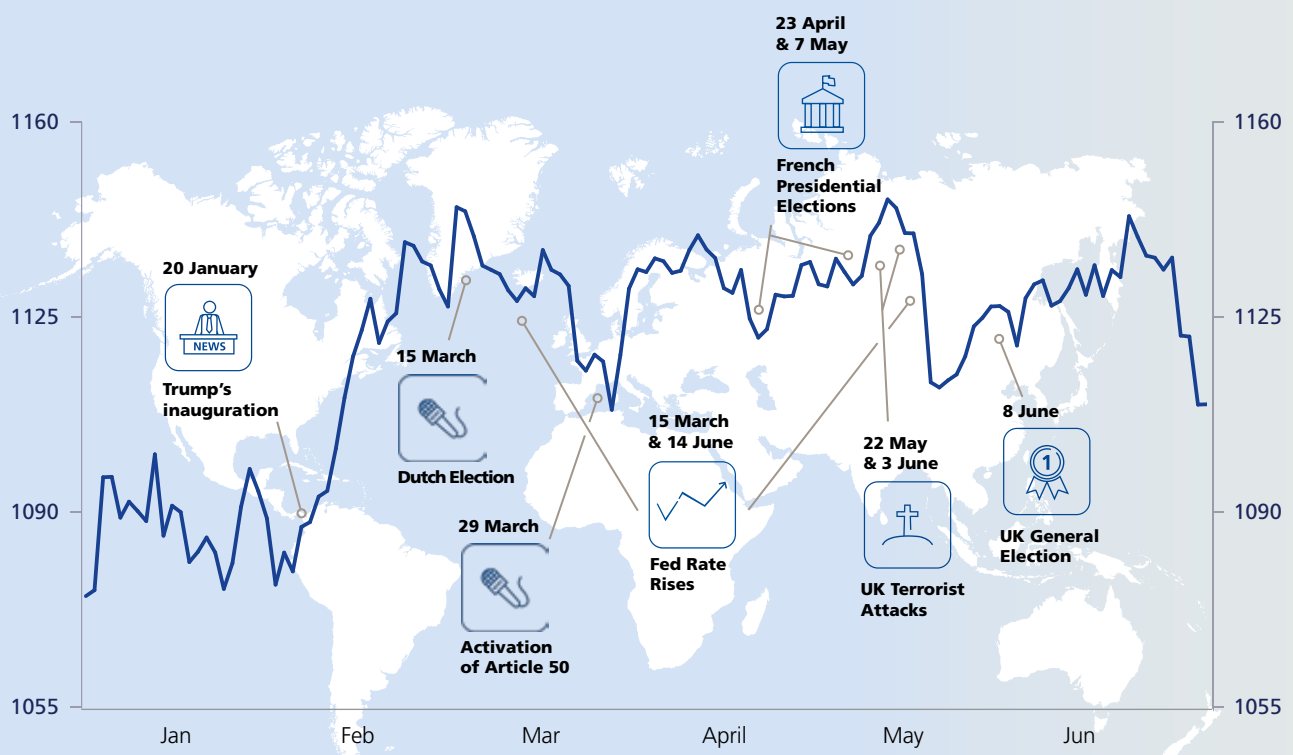 23 April
& 7 May
French
Presidential
Elections
1160
1160
20 January
NEWS
Trump's
inauguration
1125
1125
15 March
Dutch Election
15 March
& 14 June
Fed Rate
Rises
8 June
1
UK General
Election
22 May
& 3 June
UK Terrorist
Attacks
1090
1090
29 March
Activation
of Article 50
1055
1055
Jan
Feb
Mar
April
May
Jun